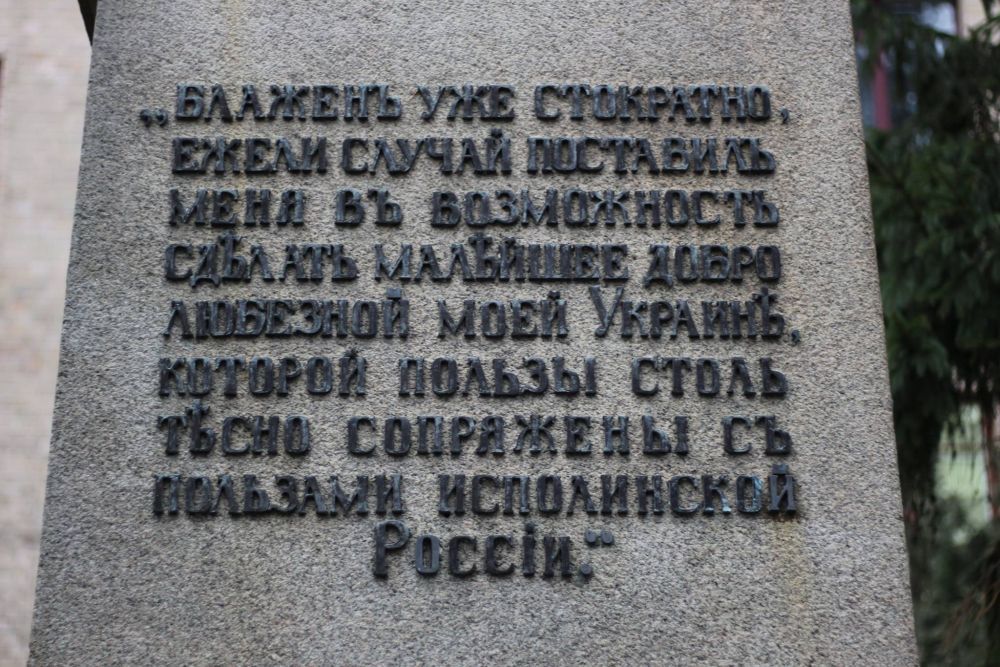 „Блаженъ уже стократно,
ежели случай поставилъ
меня въ возможность
сдѣлать малѣйшее добро
любезной моей Украинѣ,
которой пользы столь
тѣсно сопряжены съ
пользами исполинской
Россіи.“